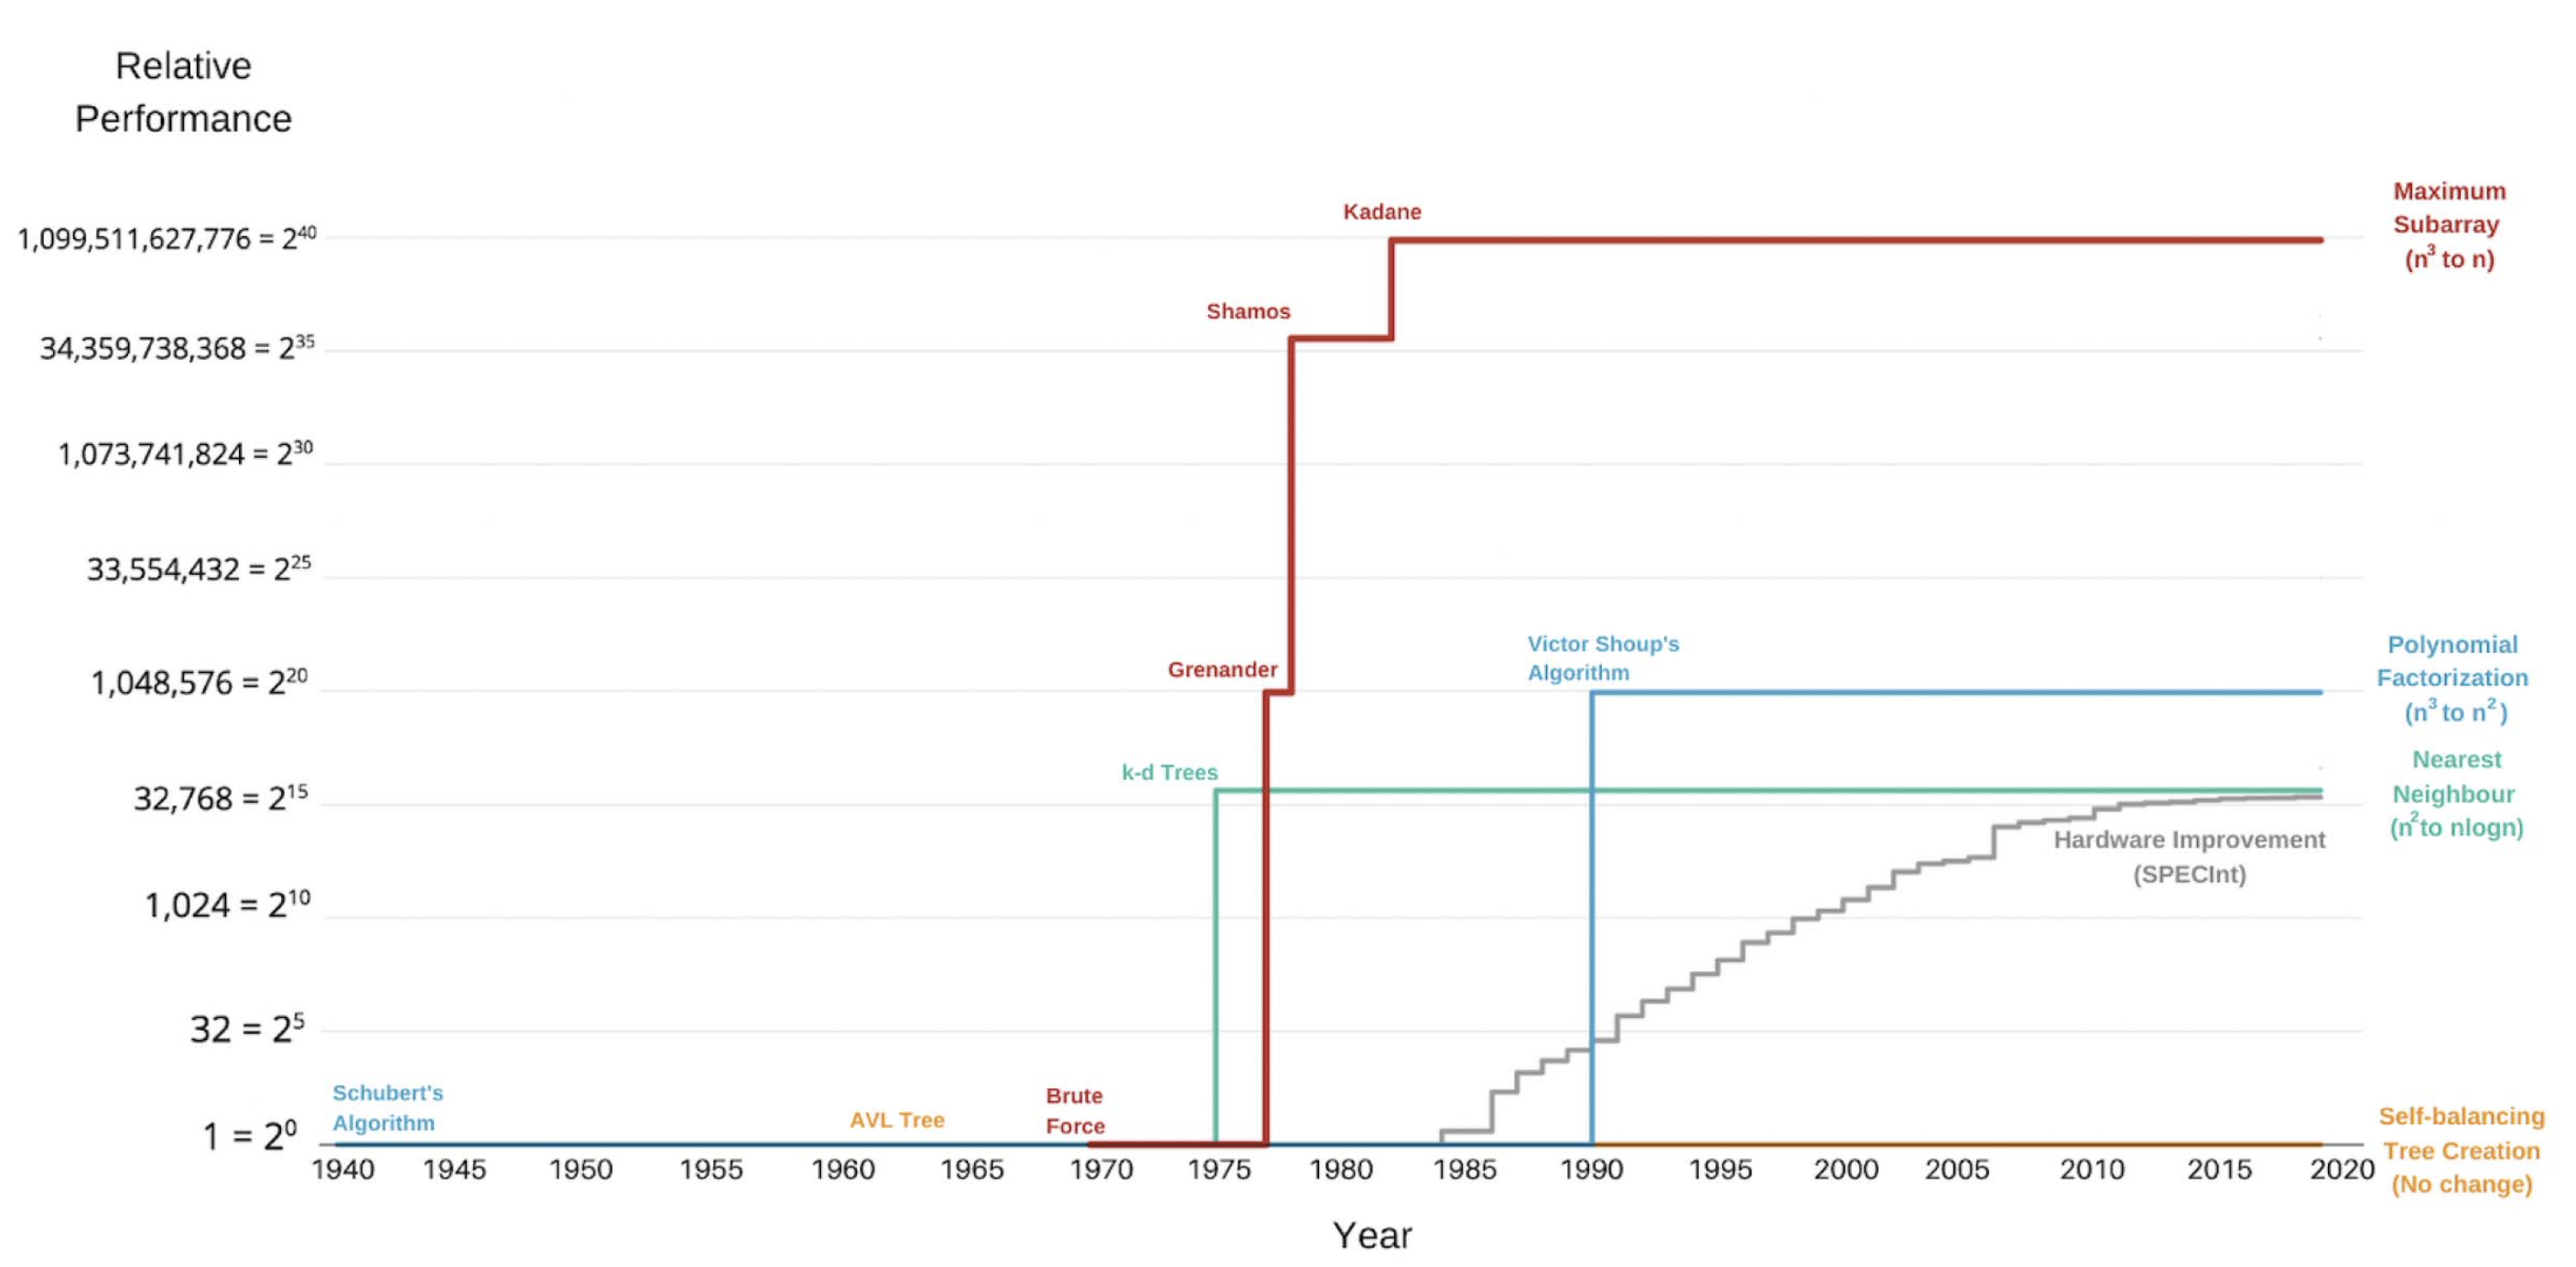 Relative
Performance
Kadane
Maximum
Subarray
(n³ to n)
1,099,511,627,776 = 2⁴⁰
Shamos
34,359,738,368 = 2³⁵
1,073,741,824 = 2³⁰
33,554,432 = 2²⁵
Grenander
Victor Shoup's
Algorithm
Polynomial
Factorization
(n³ to n²)
1,048,576 = 2²⁰
k-d Trees
Nearest
Neighbour
(n² to nlogn)
32,768 = 2¹⁵
Hardware Improvement
(SPECInt)
1,024 = 2¹⁰
32 = 2⁵
Schubert's
Algorithm
AVL Tree
Brute
Force
Self-balancing
Tree Creation
(No change)
1 = 2⁰
1940 1945 1950 1955 1960 1965 1970 1975 1980 1985 1990 1995 2000 2005 2010 2015 2020
Year